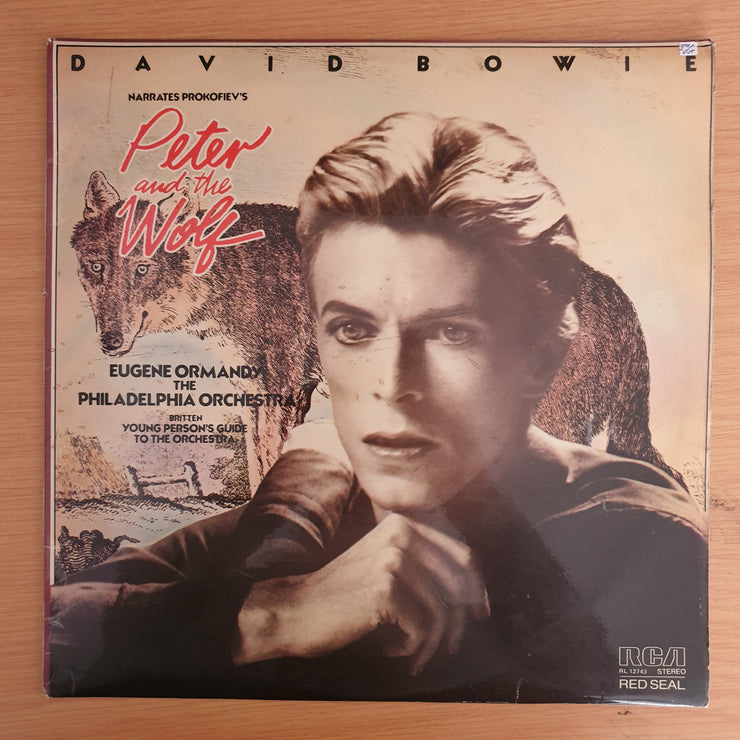 DAVID BOWIE
NARRATES PROKOFIEV'S
Peter
and the
Wolf
EUGENE ORMANDY
THE
PHILADELPHIA ORCHESTRA
BRITTEN
YOUNG PERSON'S GUIDE
TO THE ORCHESTRA
RCA
RL 12743 STEREO
RED SEAL